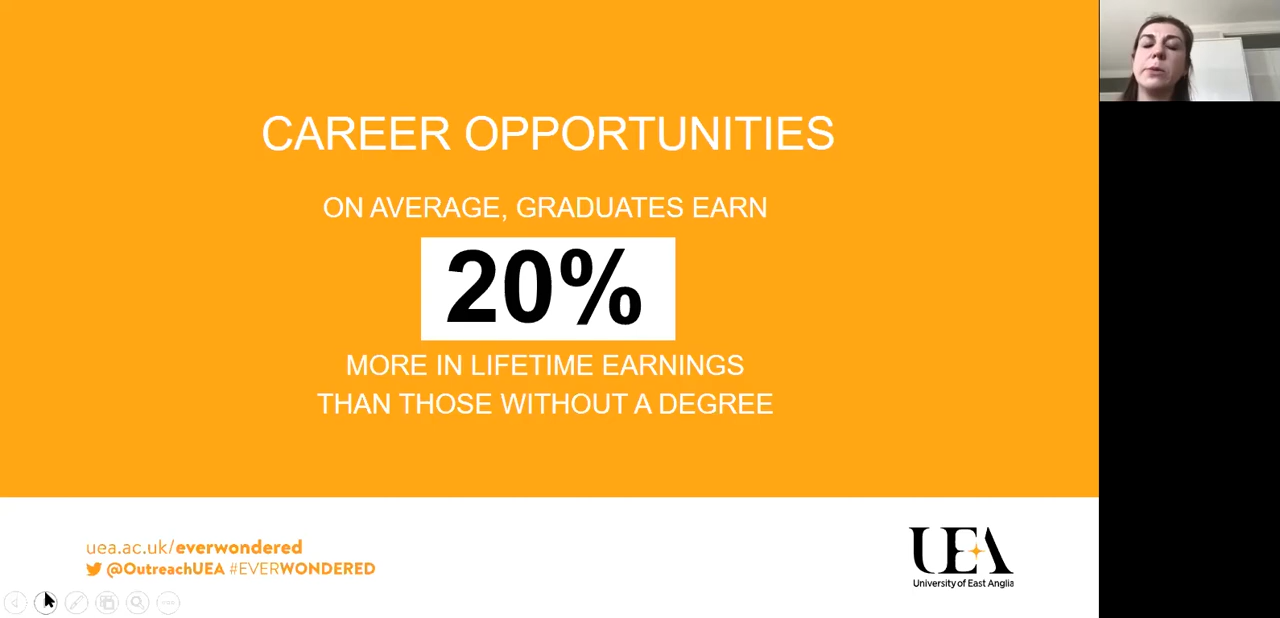 CAREER OPPORTUNITIES
ON AVERAGE, GRADUATES EARN
20%
MORE IN LIFETIME EARNINGS
THAN THOSE WITHOUT A DEGREE
uea.ac.uk/everwondered
@OutreachUEA #EVERWONDERED
UEA
University of East Anglia